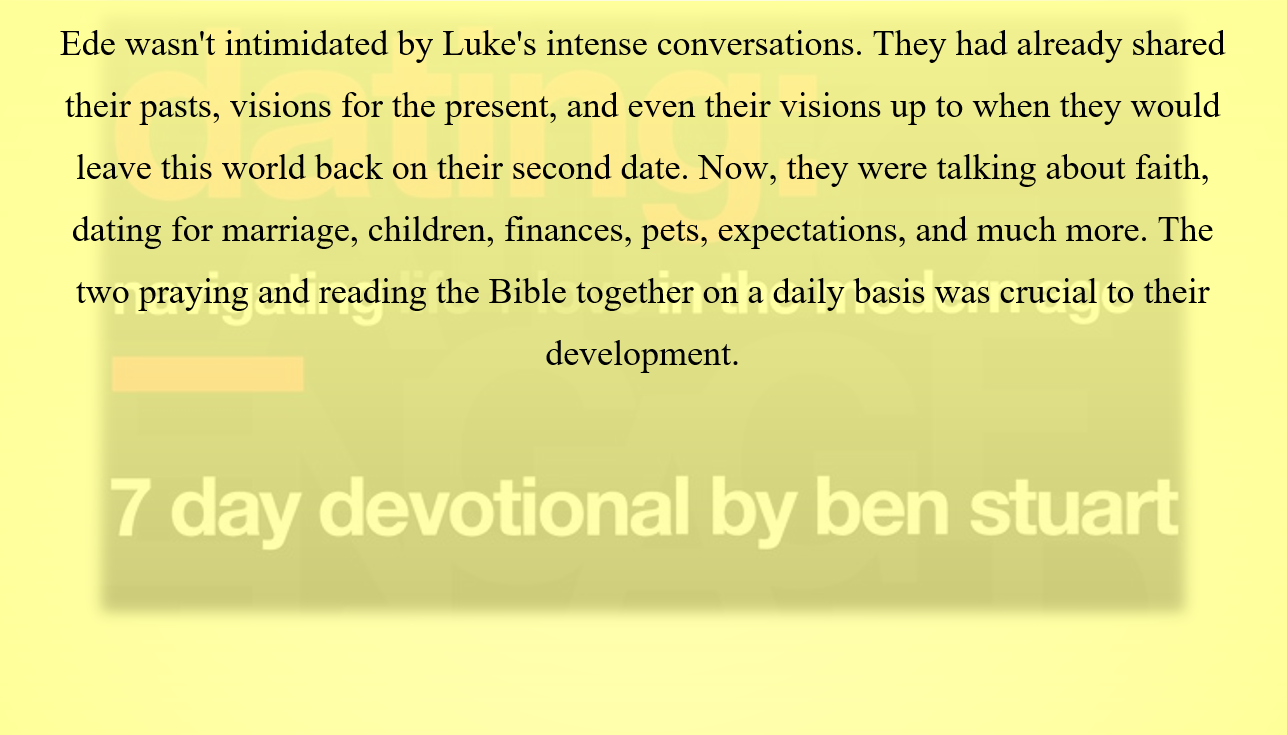 Ede wasn't intimidated by Luke's intense conversations. They had already shared
their pasts, visions for the present, and even their visions up to when they would
leave this world back on their second date. Now, they were talking about faith,
dating for marriage, children, finances, pets, expectations, and much more. The
two praying and reading the Bible together on a daily basis was crucial to their
development.
dating:
navigating life + love in the modern age
7 day devotional by ben stuart